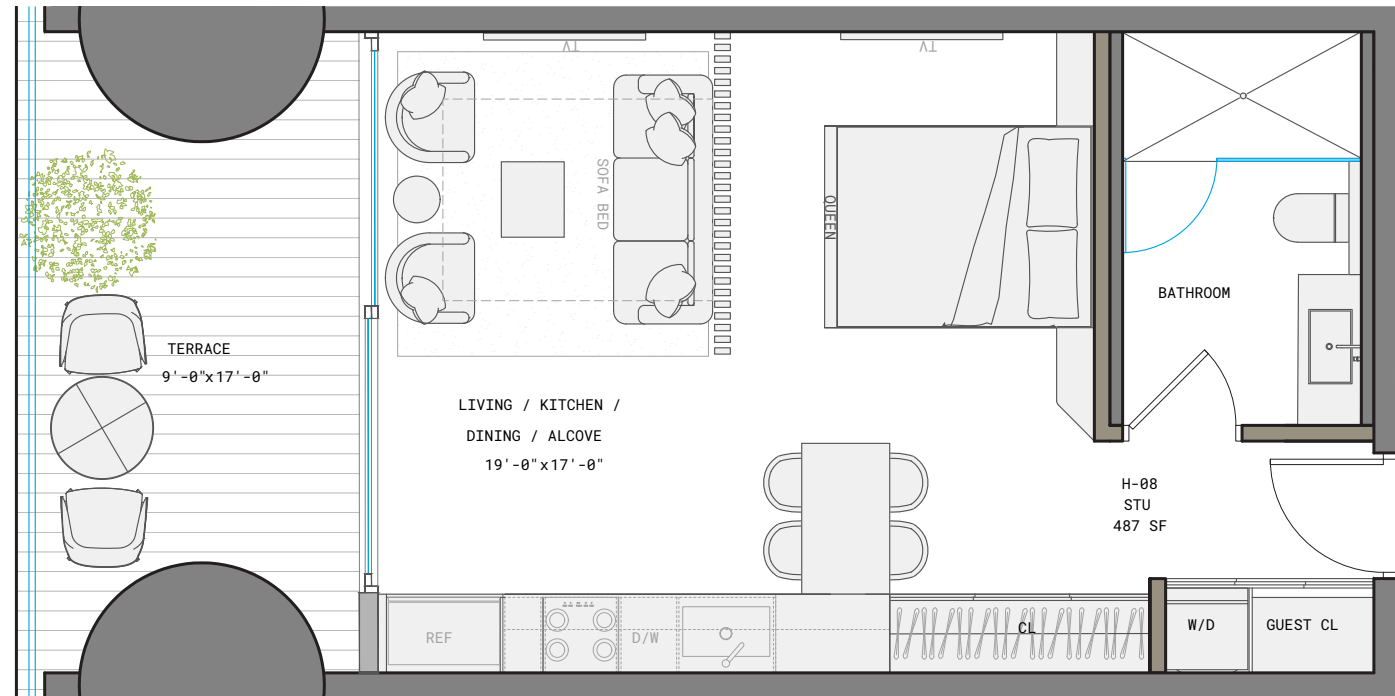 TV
TV
SOFA BED
QUEEN
BATHROOM
TERRACE
9'-0"x17'-0"
LIVING / KITCHEN /
DINING / ALCOVE
19'-0"x17'-0"
H-08
STU
487 SF
REF
D/W
CL
W/D
GUEST CL